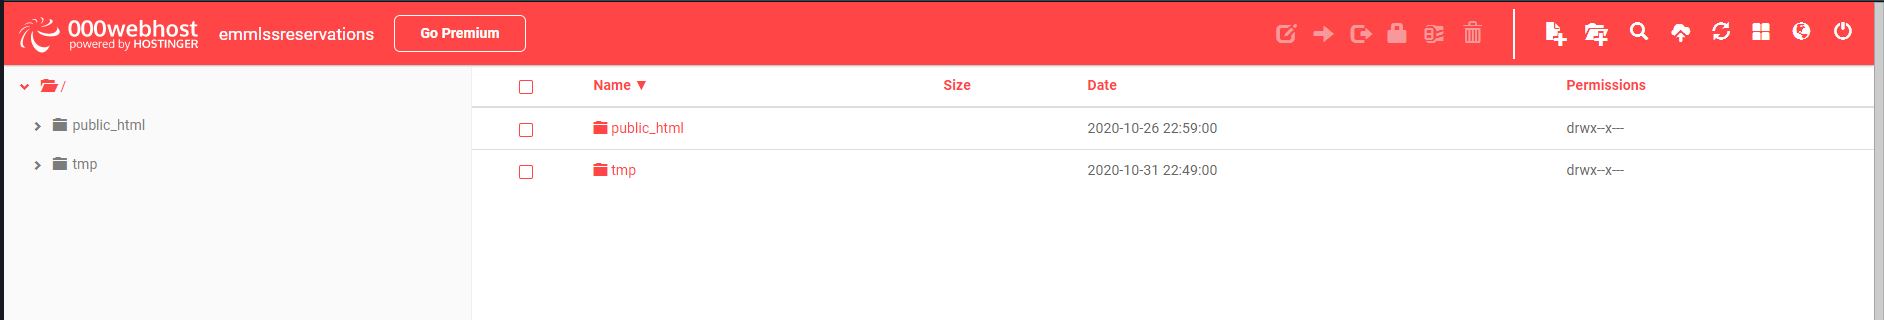 000webhost
powered by HOSTINGER
emmlssreservations
Go Premium
/
public_html
tmp
Name ▼ Size Date Permissions
public_html 2020-10-26 22:59:00 drwx--x---
tmp 2020-10-31 22:49:00 drwx--x---